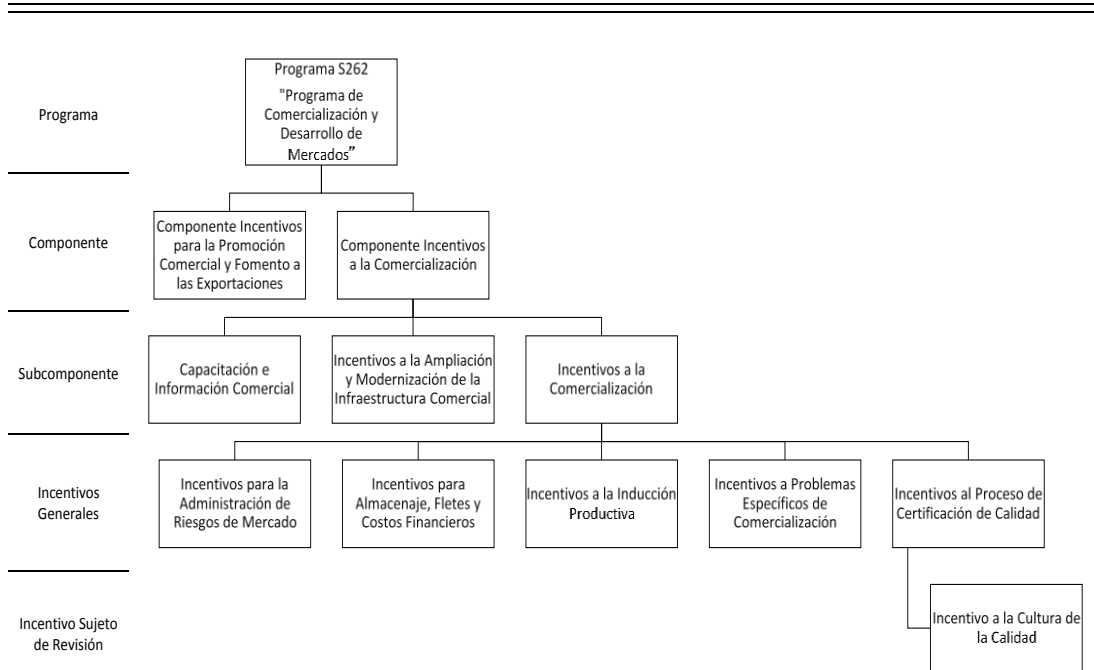 Programa
Programa S262
"Programa de
Comercialización y
Desarrollo de
Mercados”
Componente
Componente Incentivos
para la Promoción
Comercial y Fomento a
las Exportaciones
Componente Incentivos
a la Comercialización
Subcomponente
Capacitación e
Información Comercial
Incentivos a la Ampliación
y Modernización de la
Infraestructura Comercial
Incentivos a la
Comercialización
Incentivos
Generales
Incentivos para la
Administración de
Riesgos de Mercado
Incentivos para
Almacenaje, Fletes y
Costos Financieros
Incentivos a la Inducción
Productiva
Incentivos a Problemas
Específicos de
Comercialización
Incentivos al Proceso de
Certificación de Calidad
Incentivo Sujeto
de Revisión
Incentivo a la Cultura de
la Calidad